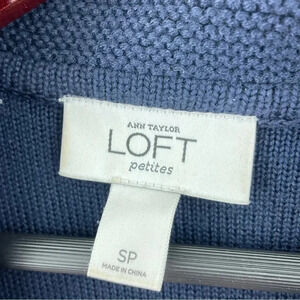 ANN TAYLOR
LOFT
petites
SP
MADE IN CHINA